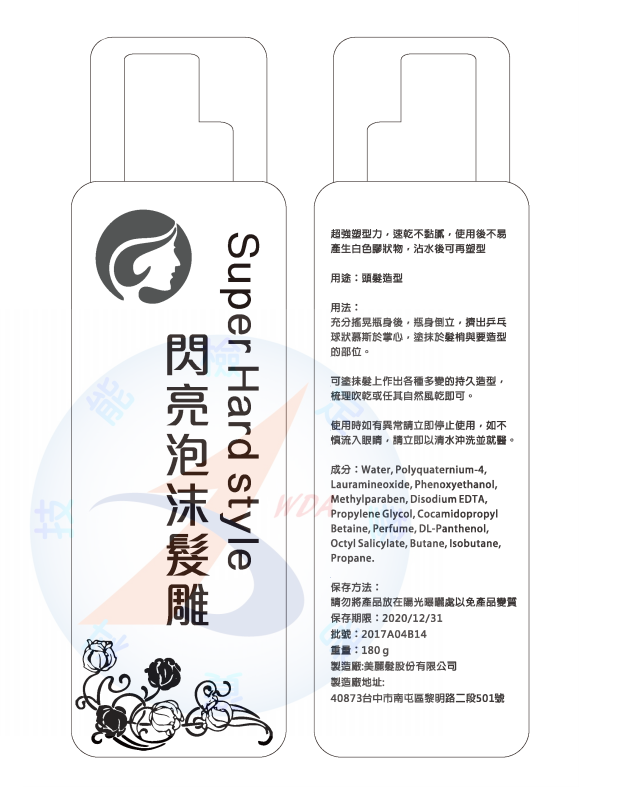 Super Hard style
閃亮泡沫髮雕
超強塑型力，速乾不黏膩，使用後不易
產生白色膠狀物，沾水後可再塑型
用途：頭髮造型
用法：
充分搖晃瓶身後，瓶身倒立，擠出乒乓
球狀慕斯於掌心，塗抹於髮梢與要造型
的部位。
可塗抹髮上作出各種多變的持久造型，
梳理吹乾或任其自然風乾即可。
使用時如有異常請立即停止使用，如不
慎流入眼睛，請立即以清水沖洗並就醫。
成分：Water, Polyquaternium-4,
Lauramineoxide, Phenoxyethanol,
Methylparaben, Disodium EDTA,
Propylene Glycol, Cocamidopropyl
Betaine, Perfume, DL-Panthenol,
Octyl Salicylate, Butane, Isobutane,
Propane.
保存方法：
請勿將產品放在陽光曝曬處以免產品變質
保存期限：2020/12/31
批號：2017A04B14
重量：180 g
製造廠:美麗髮股份有限公司
製造廠地址:
40873台中市南屯區黎明路二段501號
WDA
技能檢定